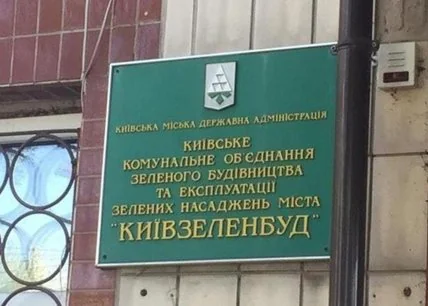 КИЇВСЬКА МІСЬКА ДЕРЖАВНА АДМІНІСТРАЦІЯ
КИЇВСЬКЕ
КОМУНАЛЬНЕ ОБ'ЄДНАННЯ
ЗЕЛЕНОГО БУДІВНИЦТВА
ТА ЕКСПЛУАТАЦІЇ
ЗЕЛЕНИХ НАСАДЖЕНЬ МІСТА
"КИЇВЗЕЛЕНБУД"